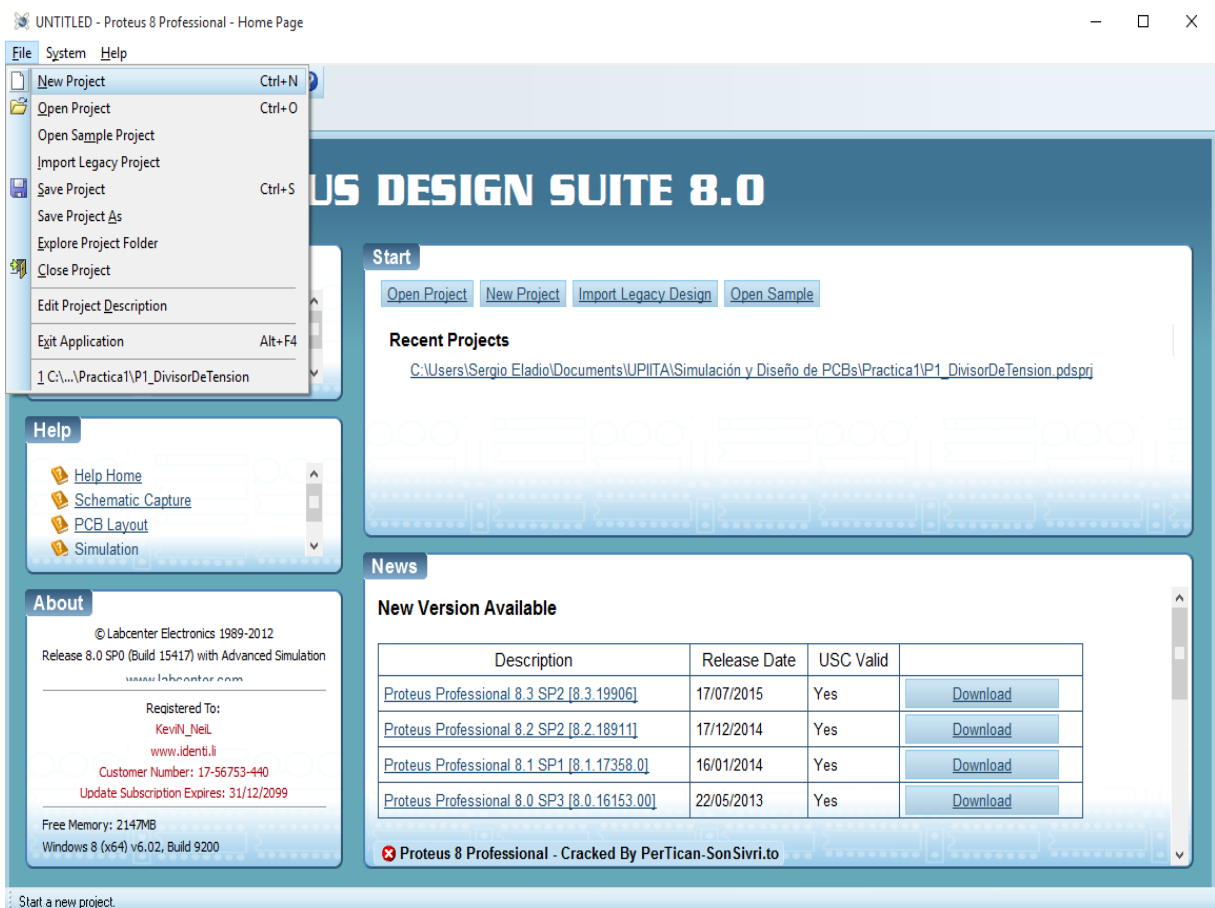 UNTITLED - Proteus 8 Professional - Home Page
File System Help
New Project Ctrl+N
Open Project Ctrl+O
Open Sample Project
Import Legacy Project
Save Project Ctrl+S
Save Project As
Explore Project Folder
Close Project
Edit Project Description
Exit Application Alt+F4
1 C:\...\Practica1\P1_DivisorDeTension
US DESIGN SUITE 8.0
Start
Open Project New Project Import Legacy Design Open Sample
Recent Projects
C:\Users\Sergio Eladio\Documents\UPIITA\Simulación y Diseño de PCBs\Practica1\P1_DivisorDeTension.pdsprj
Help
Help Home
Schematic Capture
PCB Layout
Simulation
About
© Labcenter Electronics 1989-2012
Release 8.0 SP0 (Build 15417) with Advanced Simulation
www.labcenter.com
Registered To:
KeviN_NeiL
www.identi.li
Customer Number: 17-56753-440
Update Subscription Expires: 31/12/2099
Free Memory: 2147MB
Windows 8 (x64) v6.02, Build 9200
News
New Version Available
Description Release Date USC Valid
Proteus Professional 8.3 SP2 [8.3.19906] 17/07/2015 Yes Download
Proteus Professional 8.2 SP2 [8.2.18911] 17/12/2014 Yes Download
Proteus Professional 8.1 SP1 [8.1.17358.0] 16/01/2014 Yes Download
Proteus Professional 8.0 SP3 [8.0.16153.00] 22/05/2013 Yes Download
Proteus 8 Professional - Cracked By PerTican-SonSivri.to
Start a new project.